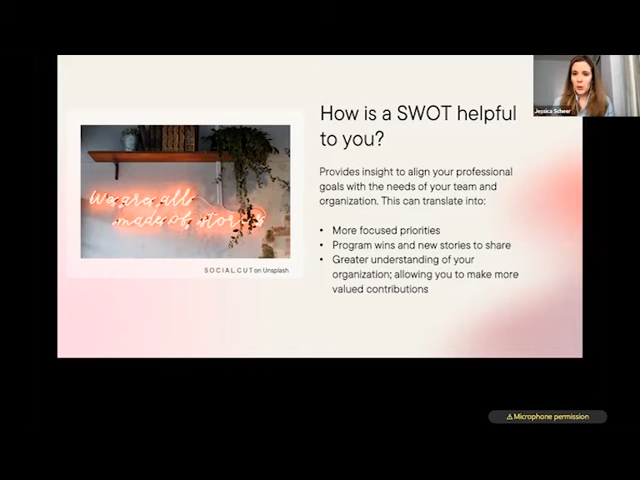 How is a SWOT helpful
to you?
Provides insight to align your professional
goals with the needs of your team and
organization. This can translate into:
• More focused priorities
• Program wins and new stories to share
• Greater understanding of your
organization; allowing you to make more
valued contributions
We are all
made of stories
SOCIAL.CUT on Unsplash
Jessica Scheer
⚠ Microphone permission